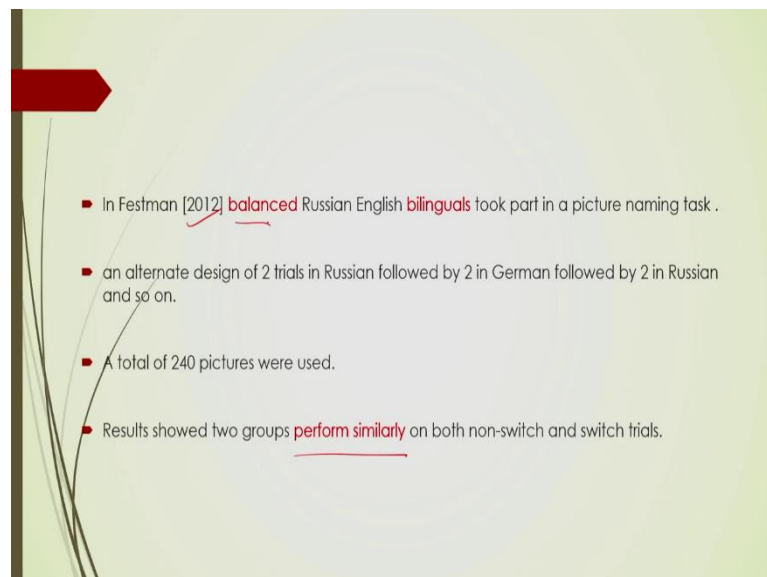 In Festman [2012] balanced Russian English bilinguals took part in a picture naming task .
an alternate design of 2 trials in Russian followed by 2 in German followed by 2 in Russian
and so on.
A total of 240 pictures were used.
Results showed two groups perform similarly on both non-switch and switch trials.